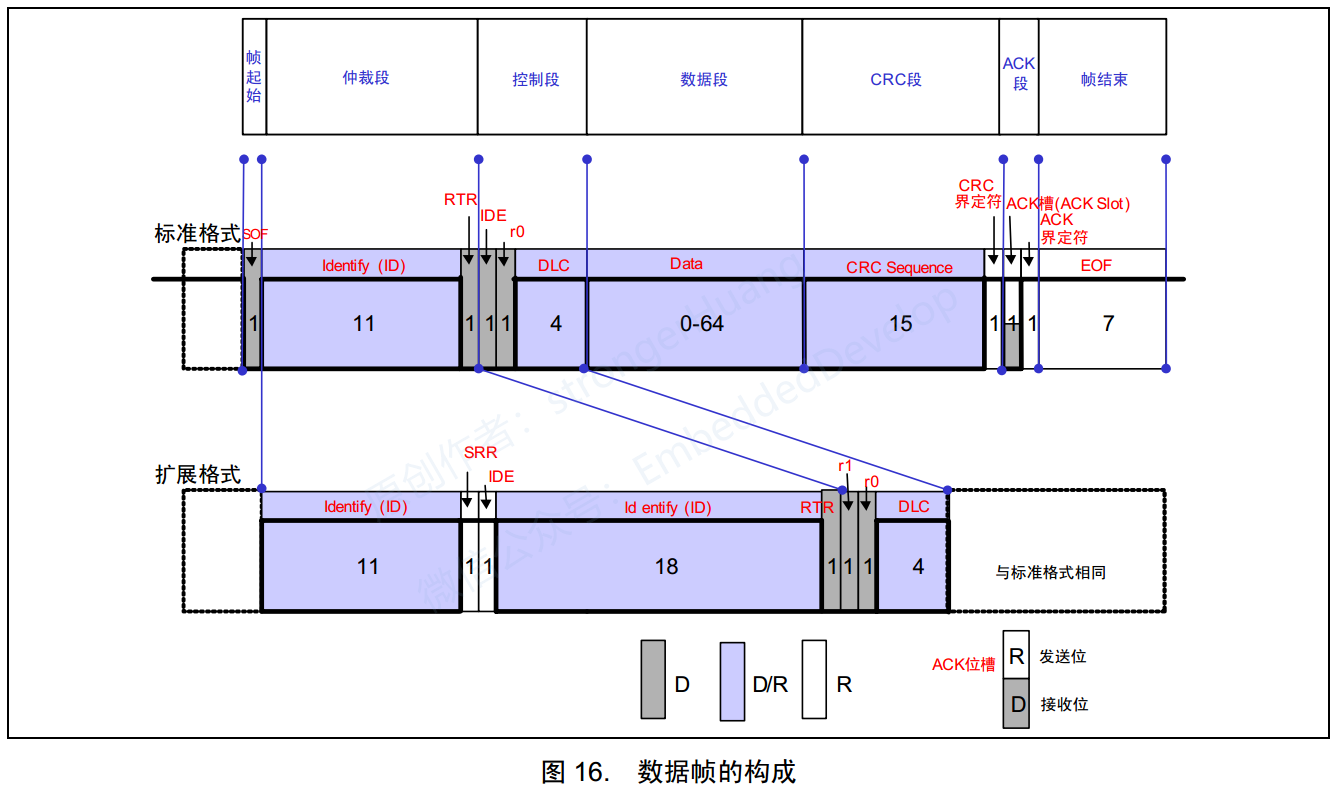 帧
起
始
仲裁段
控制段
数据段
CRC段
ACK
段
帧结束
RTR
IDE
r0
CRC
界定符
ACK槽(ACK Slot)
ACK
界定符
标准格式
SOF
Identify (ID)
DLC
Data
CRC Sequence
EOF
1
11
1
1
1
4
0-64
15
1
1
1
7
原创作者：strongerHuang
微信公众号：EmbeddedDevelop
扩展格式
SRR
IDE
r1
r0
Identify (ID)
Id entify (ID)
RTR
DLC
11
1
1
18
1
1
1
4
与标准格式相同
D
D/R
R
ACK位槽
R
发送位
D
接收位
图 16. 数据帧的构成